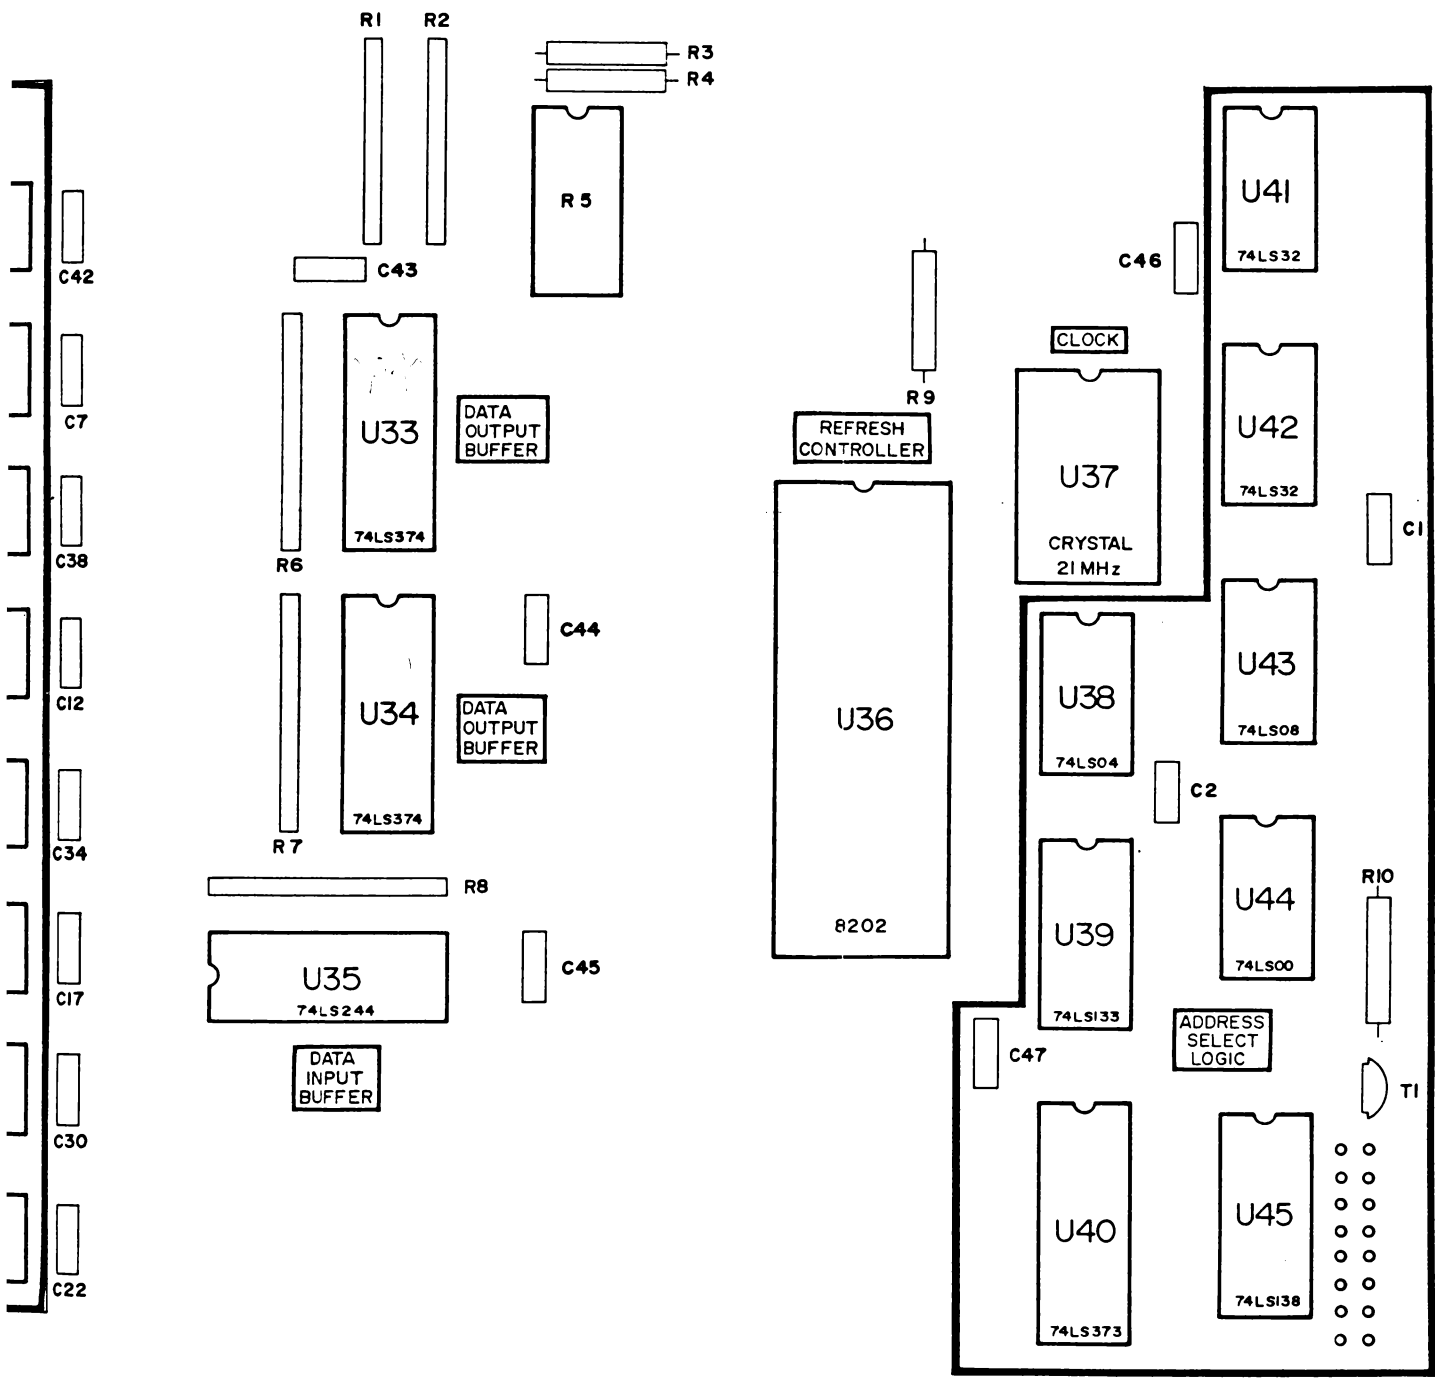 R1
R2
R3
R4
R5
C42
C43
C7
U33
74LS374
DATA
OUTPUT
BUFFER
R6
C38
C12
U34
74LS374
C44
DATA
OUTPUT
BUFFER
R7
C34
R8
C17
U35
74LS244
C45
DATA
INPUT
BUFFER
C30
C22
R9
REFRESH
CONTROLLER
U36
8202
CLOCK
U37
CRYSTAL
21 MHz
C46
U41
74LS32
U42
74LS32
C1
U43
74LS08
U38
74LS04
C2
U44
74LS00
R10
U39
74LS133
ADDRESS
SELECT
LOGIC
C47
T1
U40
74LS373
U45
74LS138